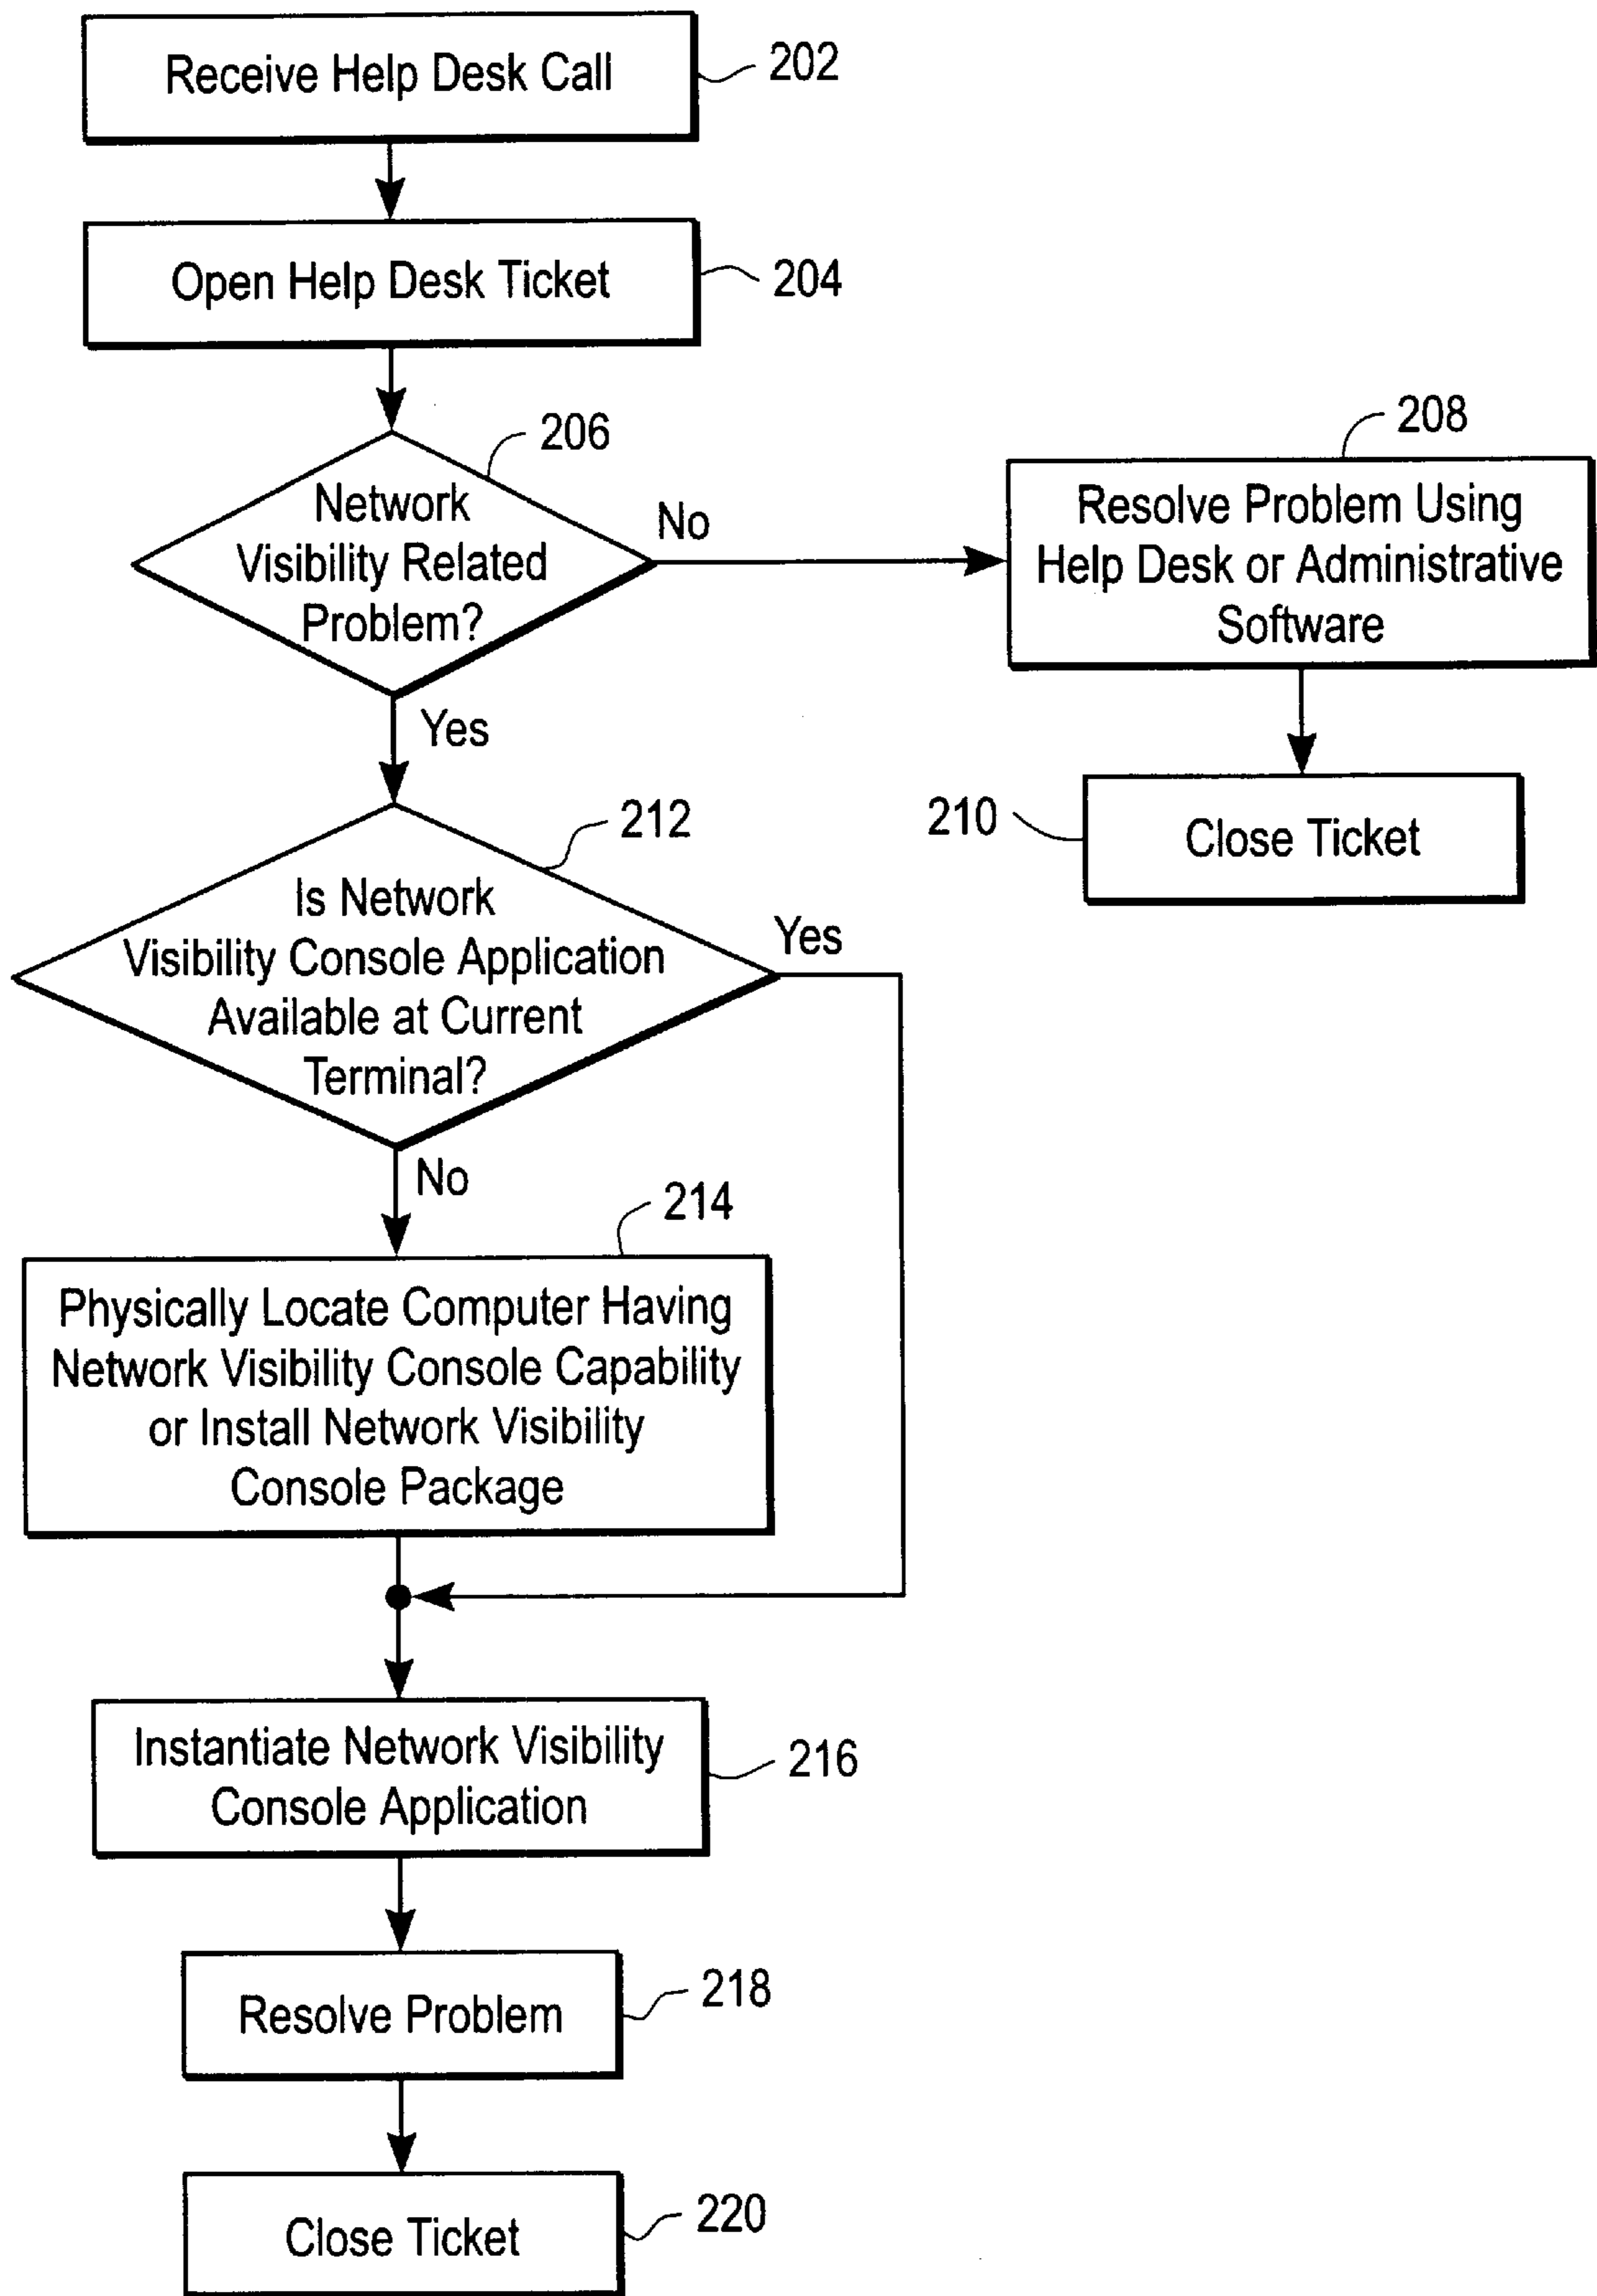 Receive Help Desk Call
202
Open Help Desk Ticket
204
206
Network
Visibility Related
Problem?
No
208
Resolve Problem Using
Help Desk or Administrative
Software
Yes
210
Close Ticket
212
Is Network
Visibility Console Application
Available at Current
Terminal?
Yes
No
214
Physically Locate Computer Having
Network Visibility Console Capability
or Install Network Visibility
Console Package
Instantiate Network Visibility
Console Application
216
Resolve Problem
218
Close Ticket
220